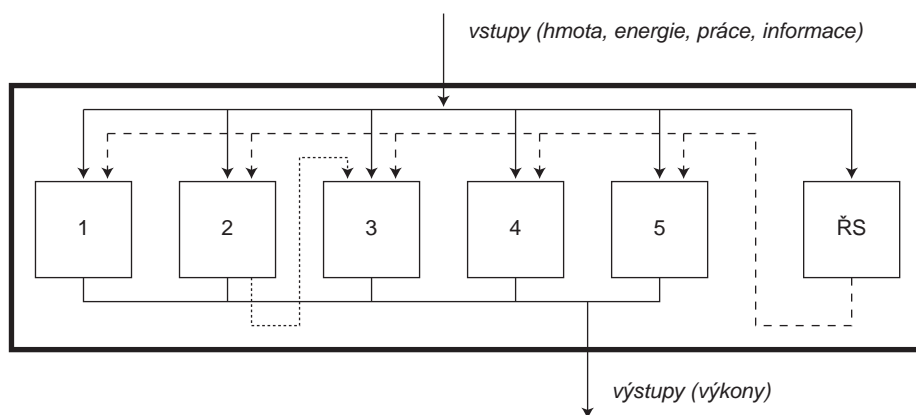 vstupy (hmota, energie, práce, informace)
1 2 3 4 5 ŘS
výstupy (výkony)